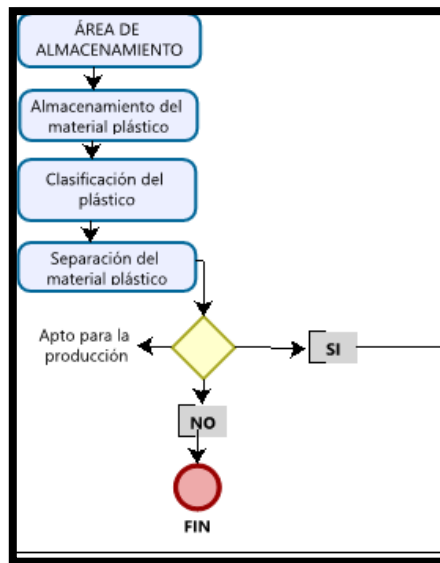 ÁREA DE
ALMACENAMIENTO
Almacenamiento del
material plástico
Clasificación del
plástico
Separación del
material plástico
Apto para la
producción
SI
NO
FIN